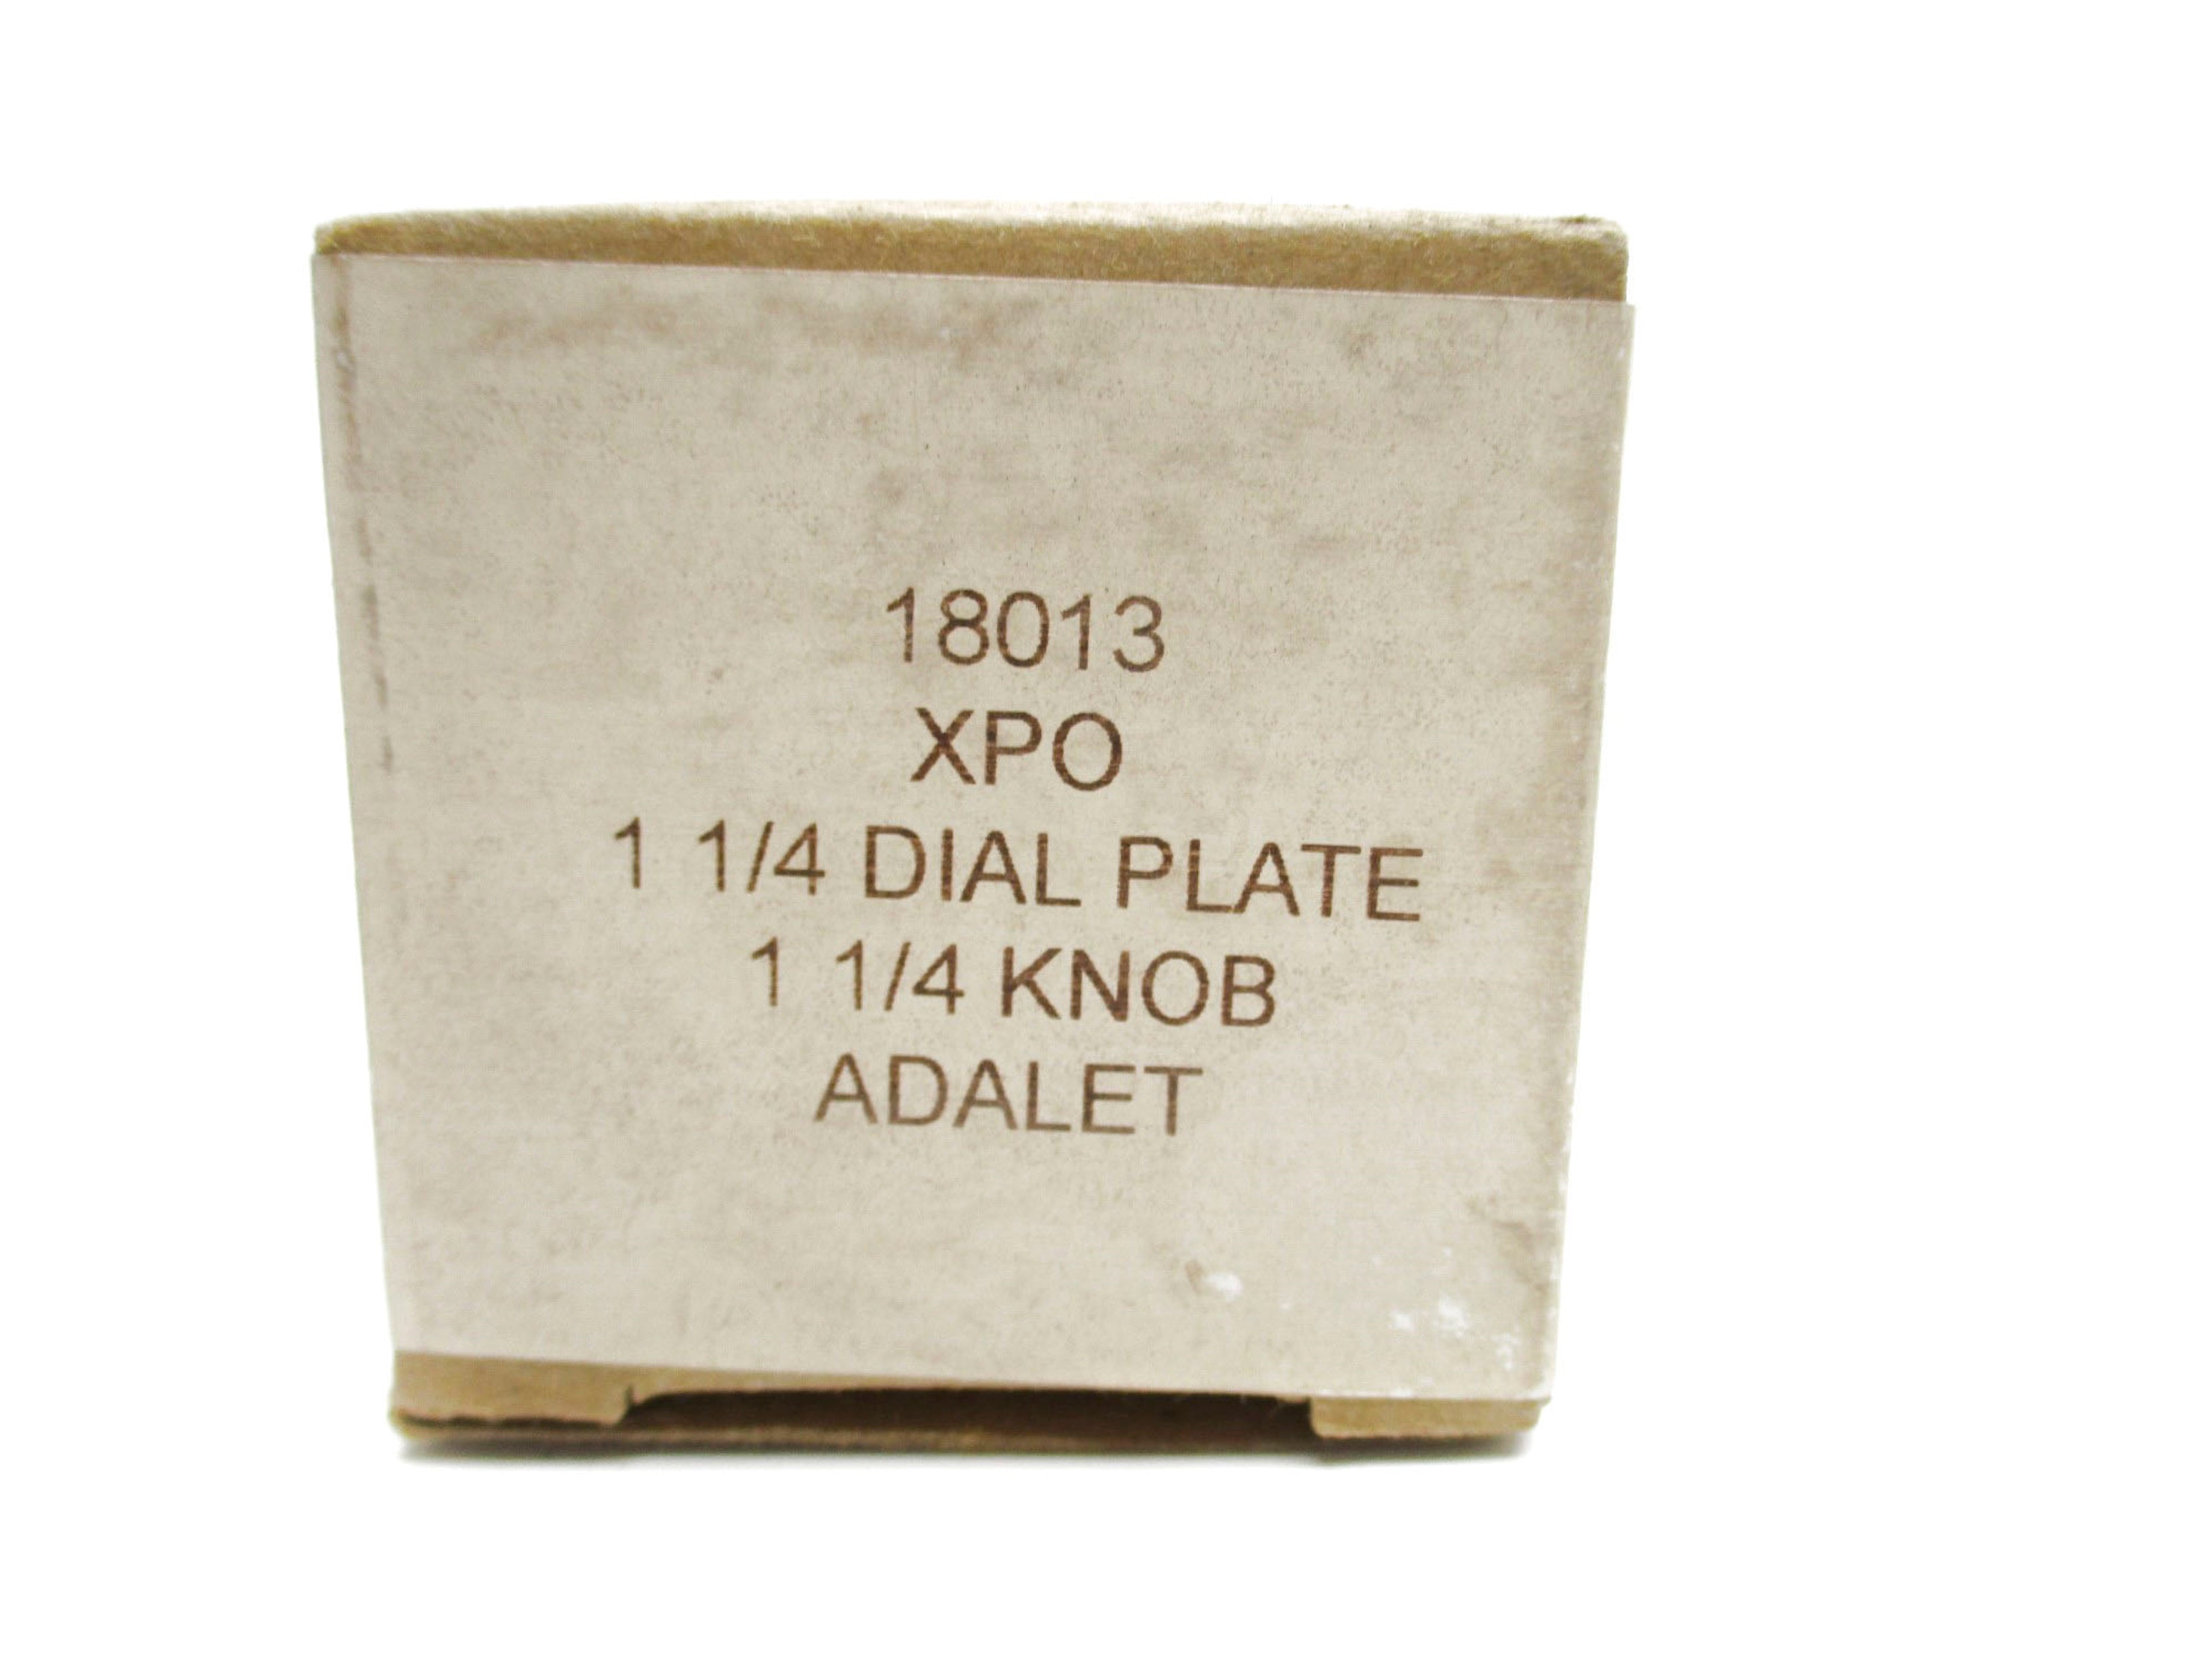 18013
XPO
1 1/4 DIAL PLATE
1 1/4 KNOB
ADALET